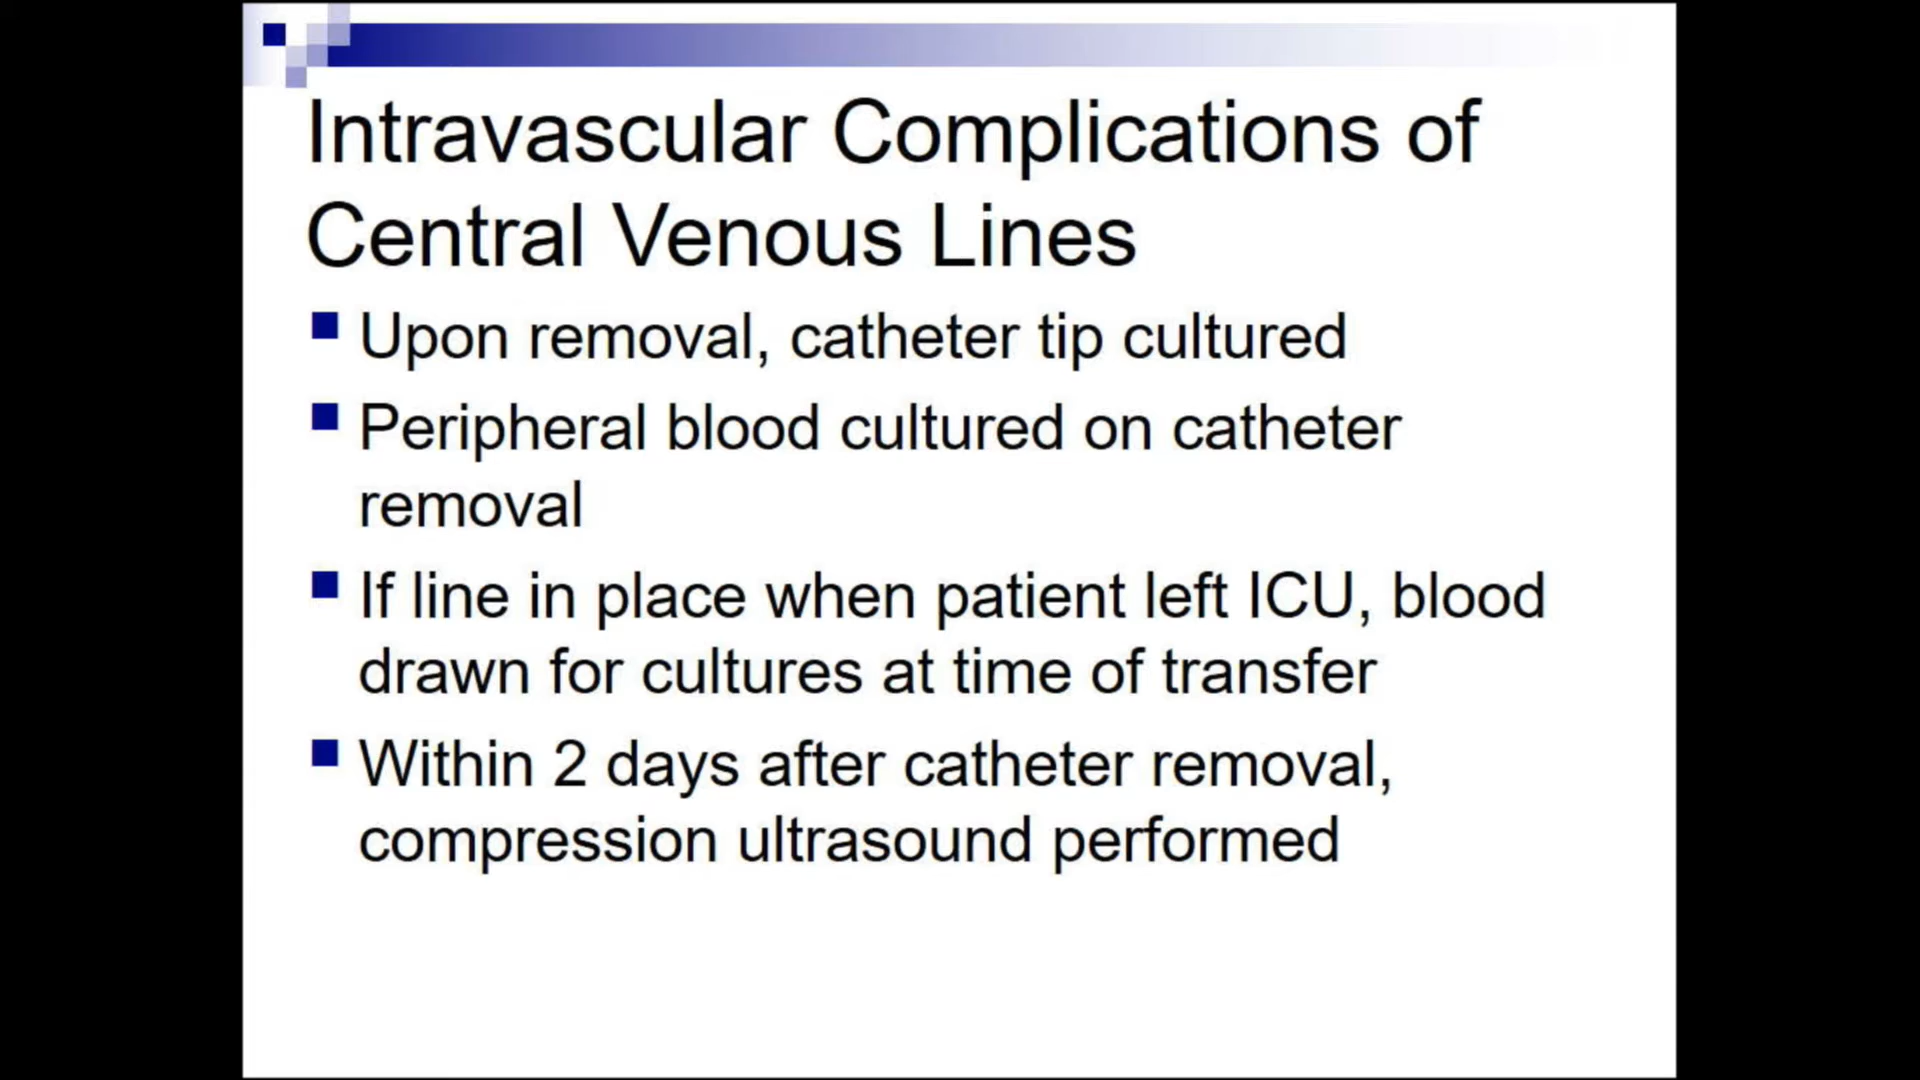 Intravascular Complications of
Central Venous Lines
Upon removal, catheter tip cultured
Peripheral blood cultured on catheter
removal
If line in place when patient left ICU, blood
drawn for cultures at time of transfer
Within 2 days after catheter removal,
compression ultrasound performed